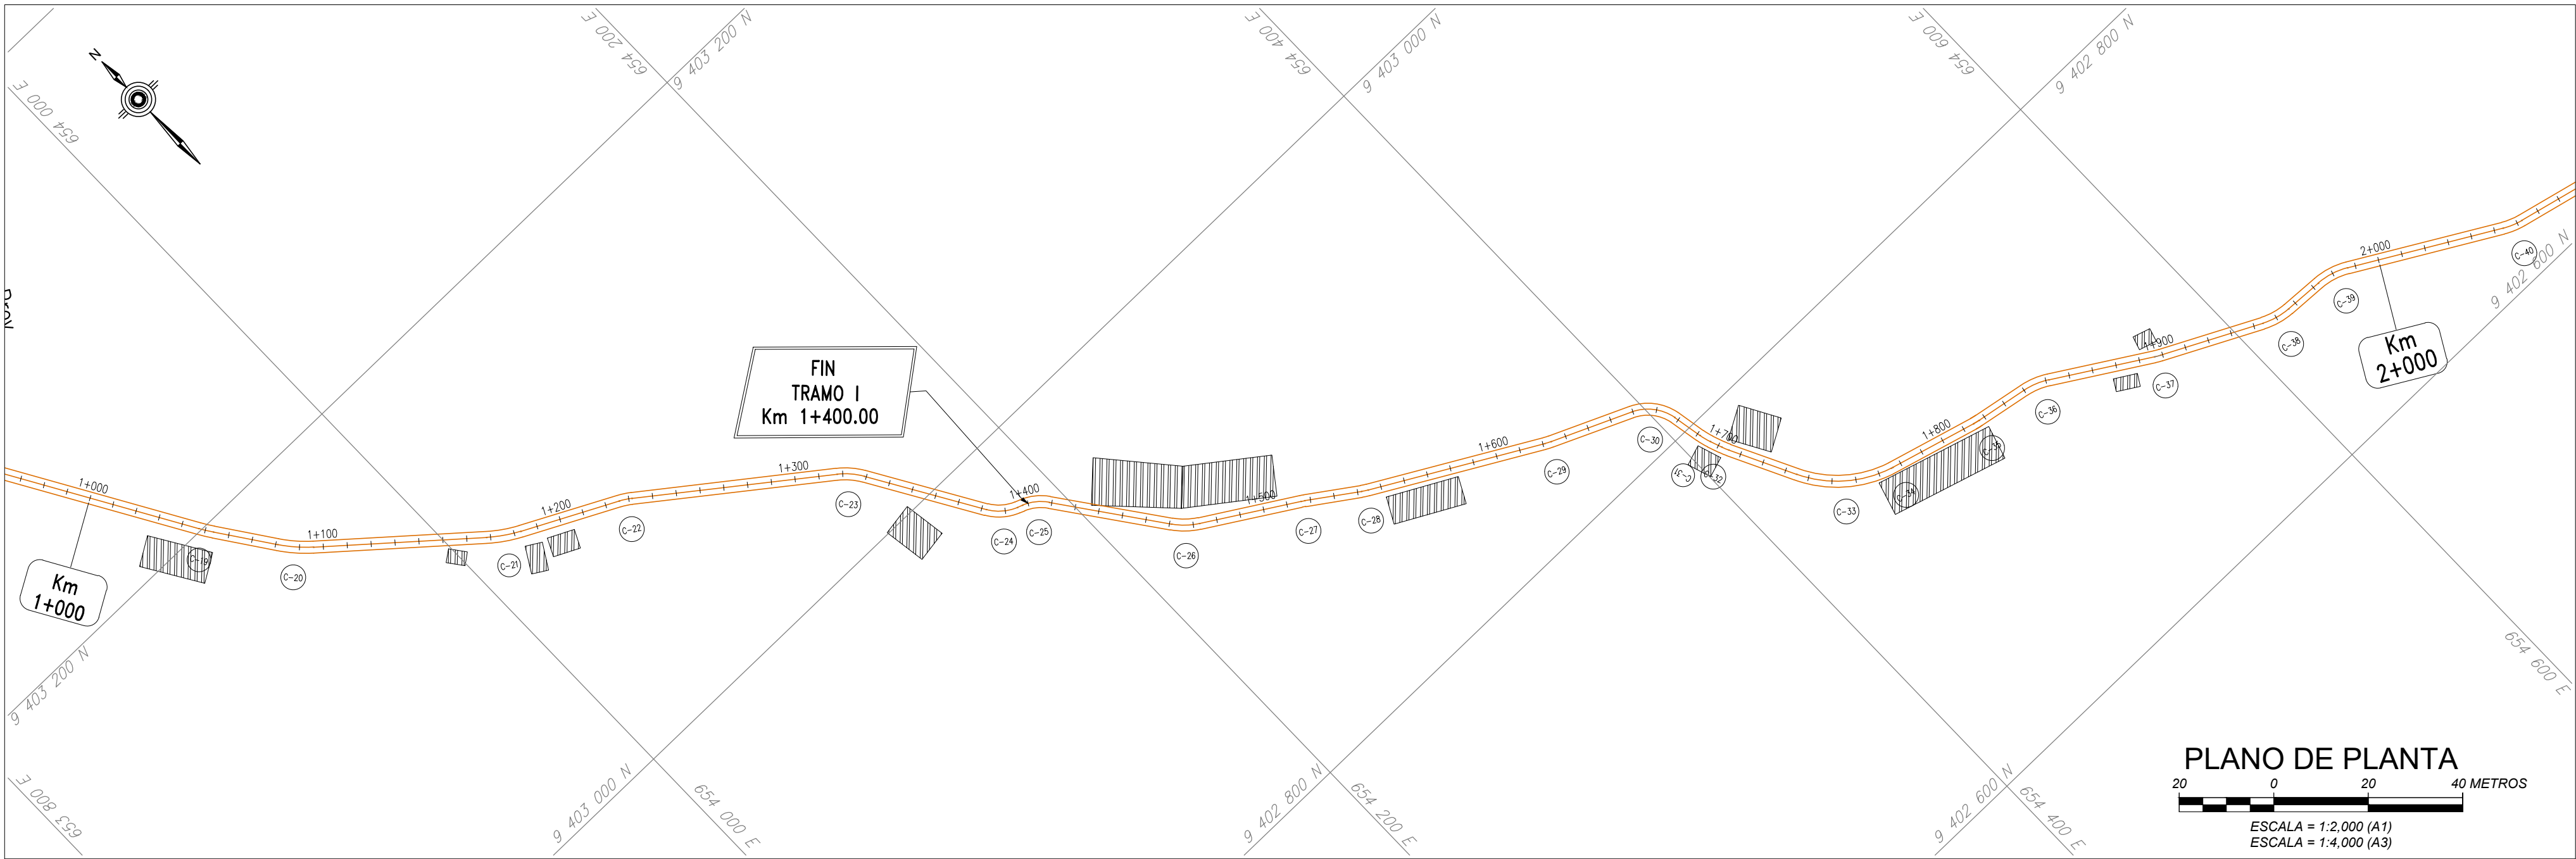 N
654 000 E
654 200 E
9 403 200 N
654 400 E
9 403 000 N
654 600 E
9 402 800 N
1+000
C-19
Km
1+000
C-20
1+100
C-21
1+200
C-22
1+300
C-23
FIN
TRAMO I
Km 1+400.00
C-24
1+400
C-25
C-26
1+500
C-27
C-28
1+600
C-29
C-30
C-31
C-32
1+700
C-33
C-34
1+800
C-35
C-36
1+900
C-37
C-38
C-39
2+000
Km
2+000
C-40
9 402 600 N
9 403 200 N
653 800 E
9 403 000 N
654 000 E
9 402 800 N
654 200 E
9 402 600 N
654 400 E
654 600 E
PLANO DE PLANTA
20 0 20 40 METROS
ESCALA = 1:2,000 (A1)
ESCALA = 1:4,000 (A3)